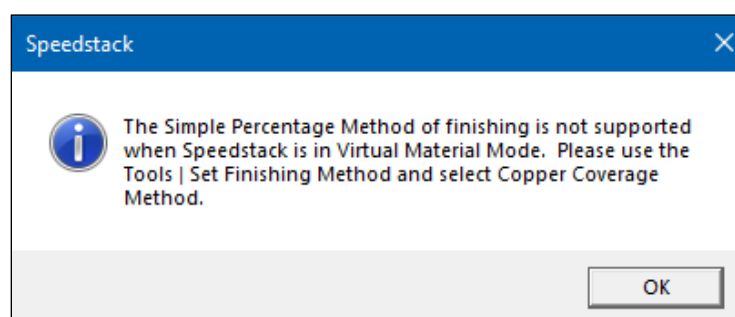 Speedstack
The Simple Percentage Method of finishing is not supported
when Speedstack is in Virtual Material Mode.  Please use the
Tools | Set Finishing Method and select Copper Coverage
Method.
OK